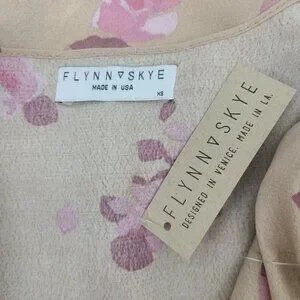 FLYNN ▽ SKYE
MADE IN USA
XS
FLYNN ▽ SKYE
DESIGNED IN VENICE. MADE IN LA.